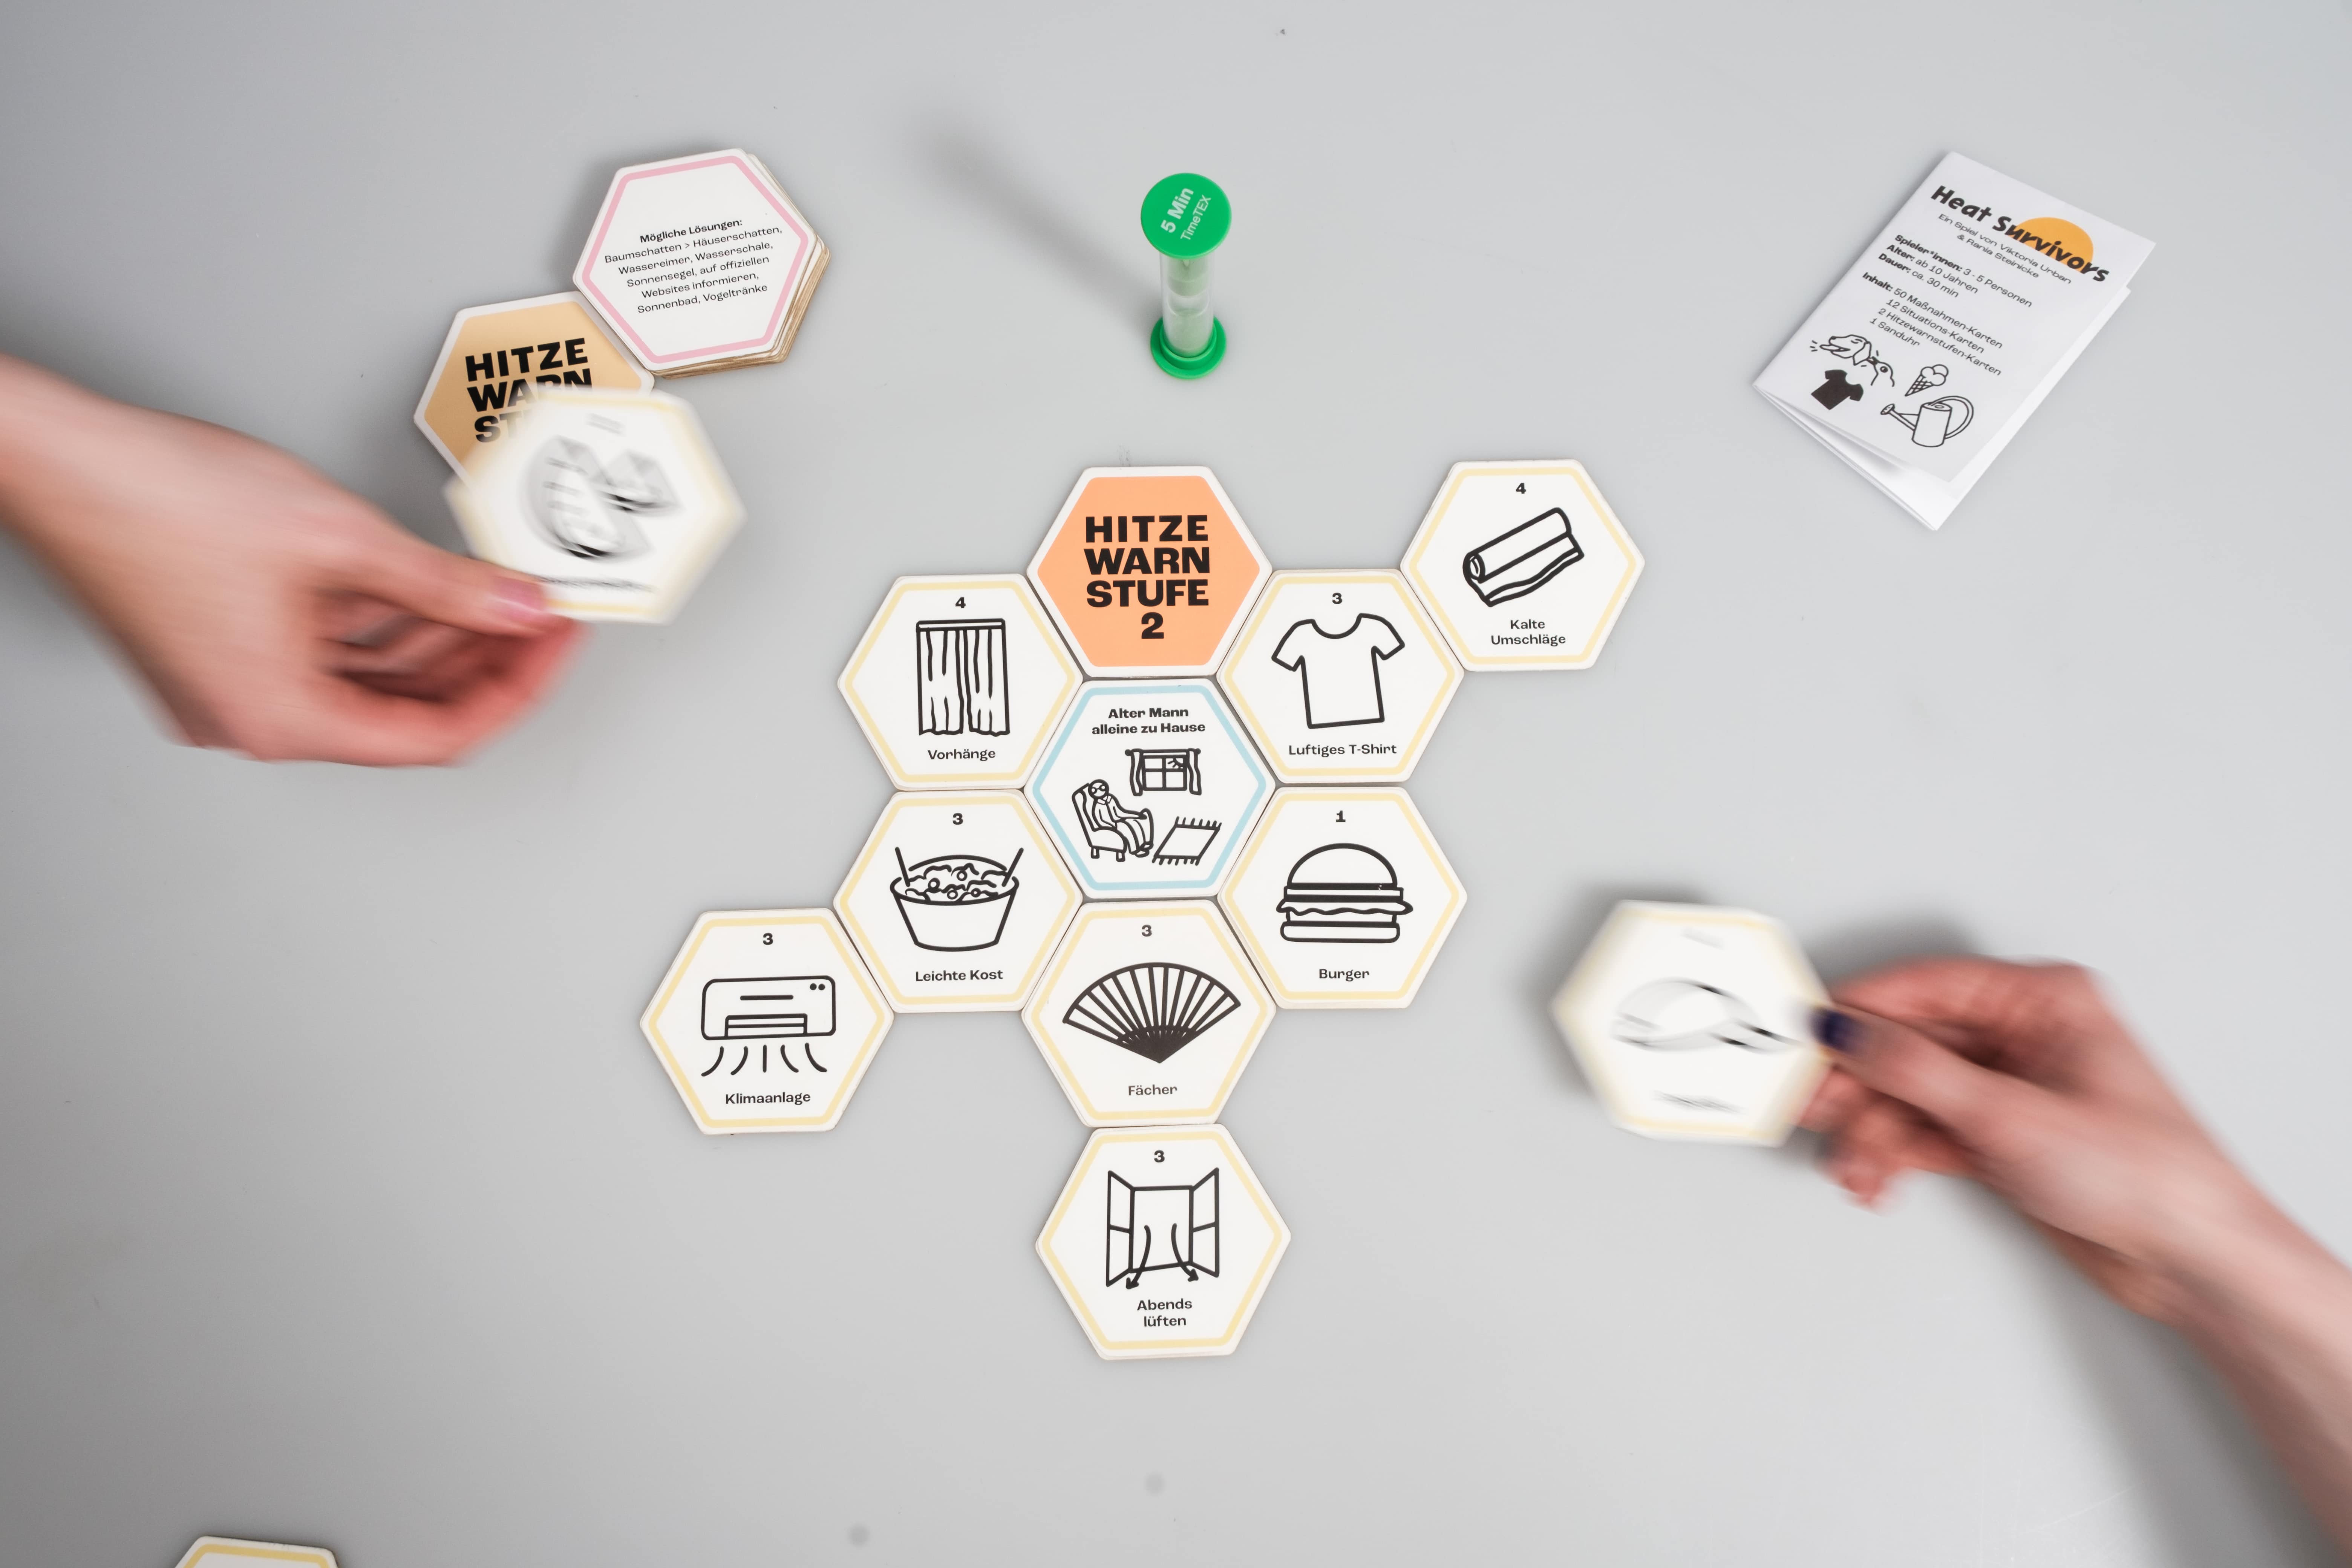 Mögliche Lösungen:
Baumschatten > Häuserschatten,
Wassereimer, Wasserschale,
Sonnensegel, auf offiziellen
Websites informieren,
Sonnenbad, Vogeltränke
HITZE
WARN
ST
5 Min
TimeTEX
Heat Survivors
Ein Spiel von Viktoria Urban
& Rania Steinicke
Spieler*innen: 3 - 5 Personen
Alter: ab 10 Jahren
Dauer: ca. 30 min
Inhalt: 50 Maßnahmen-Karten
12 Situations-Karten
2 Hitzewarnstufen-Karten
1 Sanduhr
HITZE
WARN
STUFE
2
4
Kalte
Umschläge
4
Vorhänge
3
Luftiges T-Shirt
Alter Mann
alleine zu Hause
3
Leichte Kost
1
Burger
3
Klimaanlage
3
Fächer
3
Abends
lüften